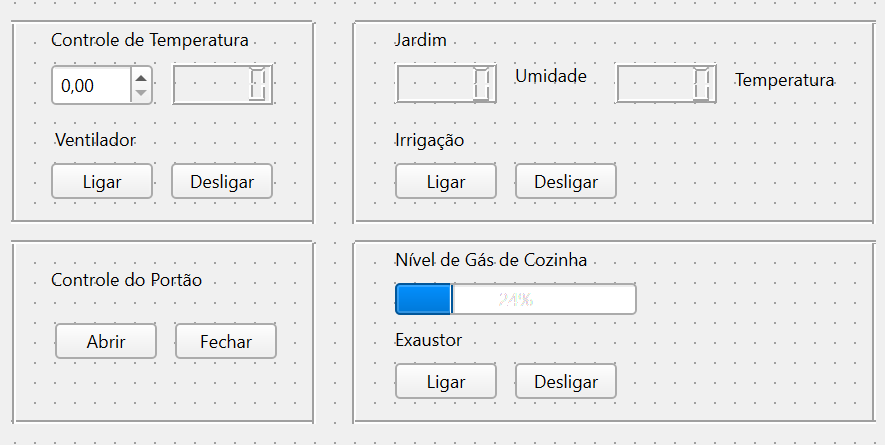 Controle de Temperatura
0,00 0
Ventilador
Ligar Desligar
Jardim
0 Umidade 0 Temperatura
Irrigação
Ligar Desligar
Controle do Portão
Abrir Fechar
Nível de Gás de Cozinha
24%
Exaustor
Ligar Desligar